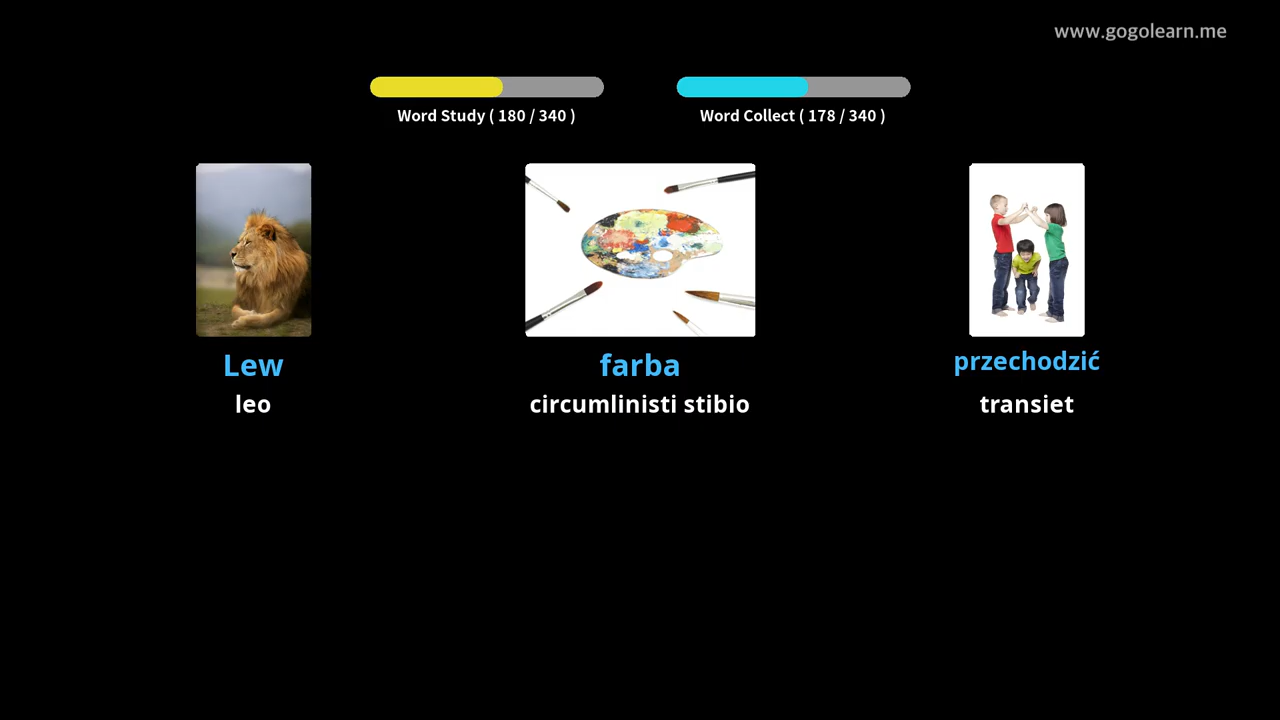 www.gogolearn.me
Word Study ( 180 / 340 )
Word Collect ( 178 / 340 )
Lew
farba
przechodzić
leo
circumlinisti stibio
transiet